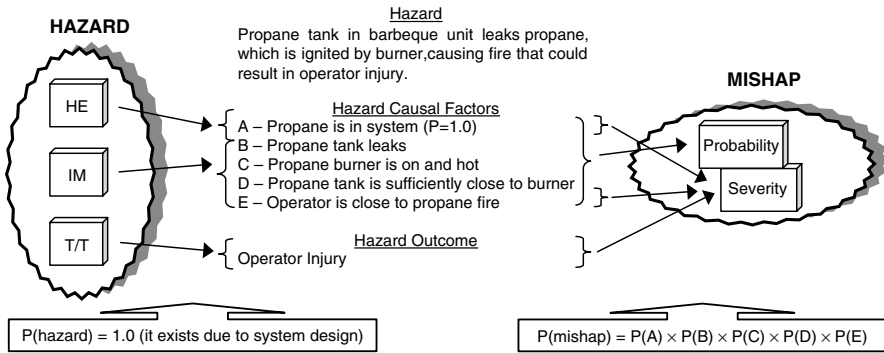 Hazard
HAZARD
Propane tank in barbeque unit leaks propane,
which is ignited by burner,causing fire that could
result in operator injury.
MISHAP
HE
Hazard Causal Factors
A – Propane is in system (P=1.0)
B – Propane tank leaks
Probability
IM
C – Propane burner is on and hot
D – Propane tank is sufficiently close to burner
Severity
E – Operator is close to propane fire
T/T
Hazard Outcome
Operator Injury
P(hazard) = 1.0 (it exists due to system design)
P(mishap) = P(A) × P(B) × P(C) × P(D) × P(E)